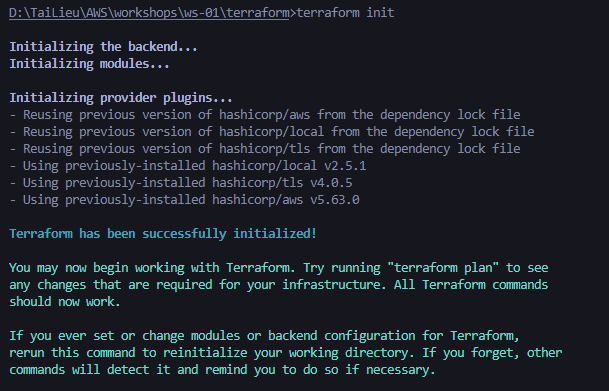 D:\TaiLieu\AWS\workshops\ws-01\terraform>terraform init
Initializing the backend...
Initializing modules...
Initializing provider plugins...
- Reusing previous version of hashicorp/aws from the dependency lock file
- Reusing previous version of hashicorp/local from the dependency lock file
- Reusing previous version of hashicorp/tls from the dependency lock file
- Using previously-installed hashicorp/local v2.5.1
- Using previously-installed hashicorp/tls v4.0.5
- Using previously-installed hashicorp/aws v5.63.0
Terraform has been successfully initialized!
You may now begin working with Terraform. Try running "terraform plan" to see
any changes that are required for your infrastructure. All Terraform commands
should now work.
If you ever set or change modules or backend configuration for Terraform,
rerun this command to reinitialize your working directory. If you forget, other
commands will detect it and remind you to do so if necessary.